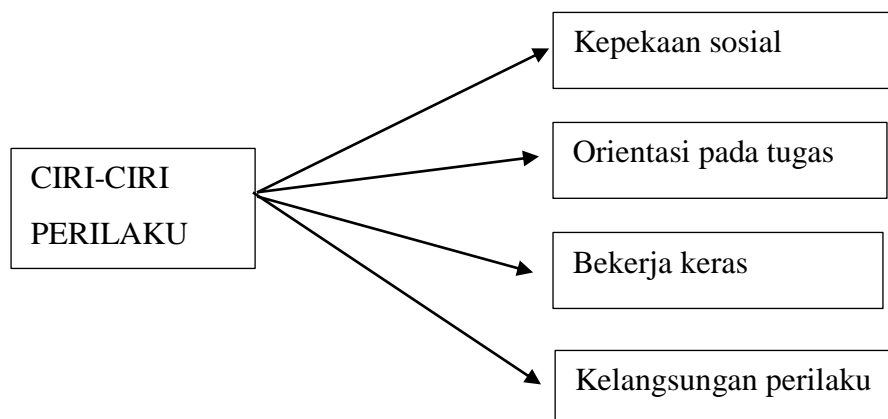 CIRI-CIRI
PERILAKU
Kepekaan sosial
Orientasi pada tugas
Bekerja keras
Kelangsungan perilaku